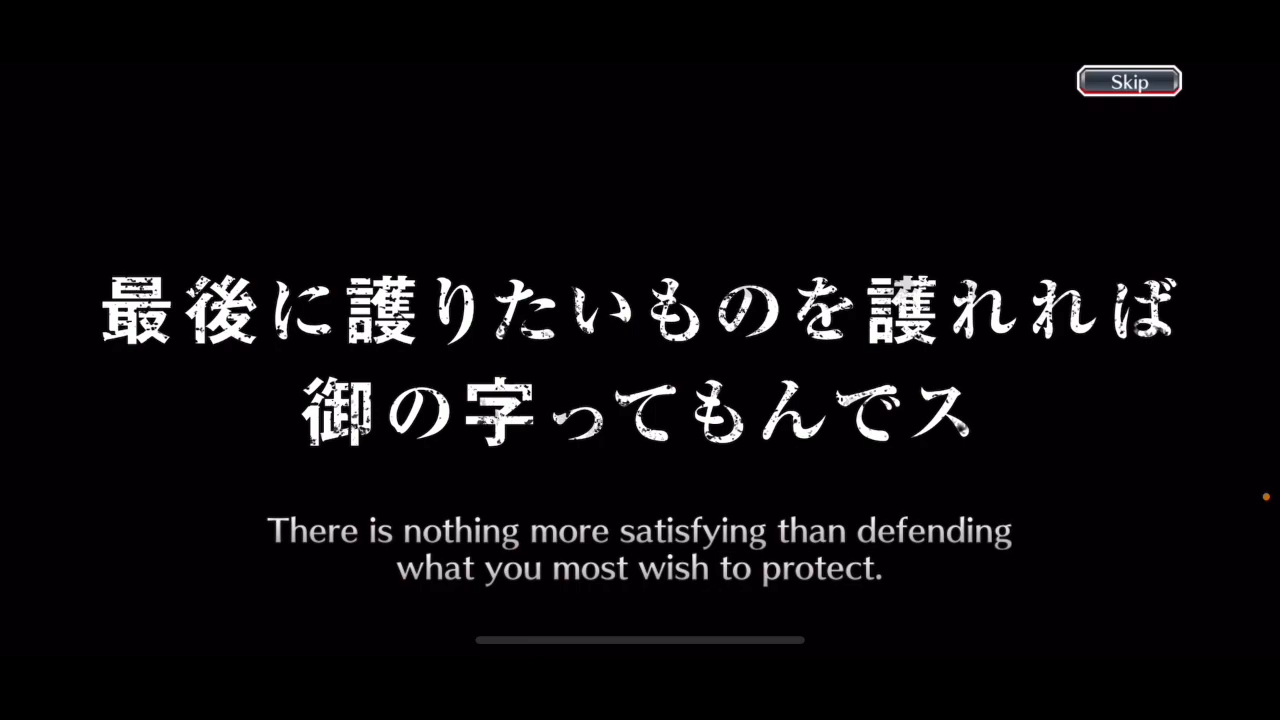 Skip
最後に護りたいものを護れれば
御の字ってもんでス
There is nothing more satisfying than defending
what you most wish to protect.